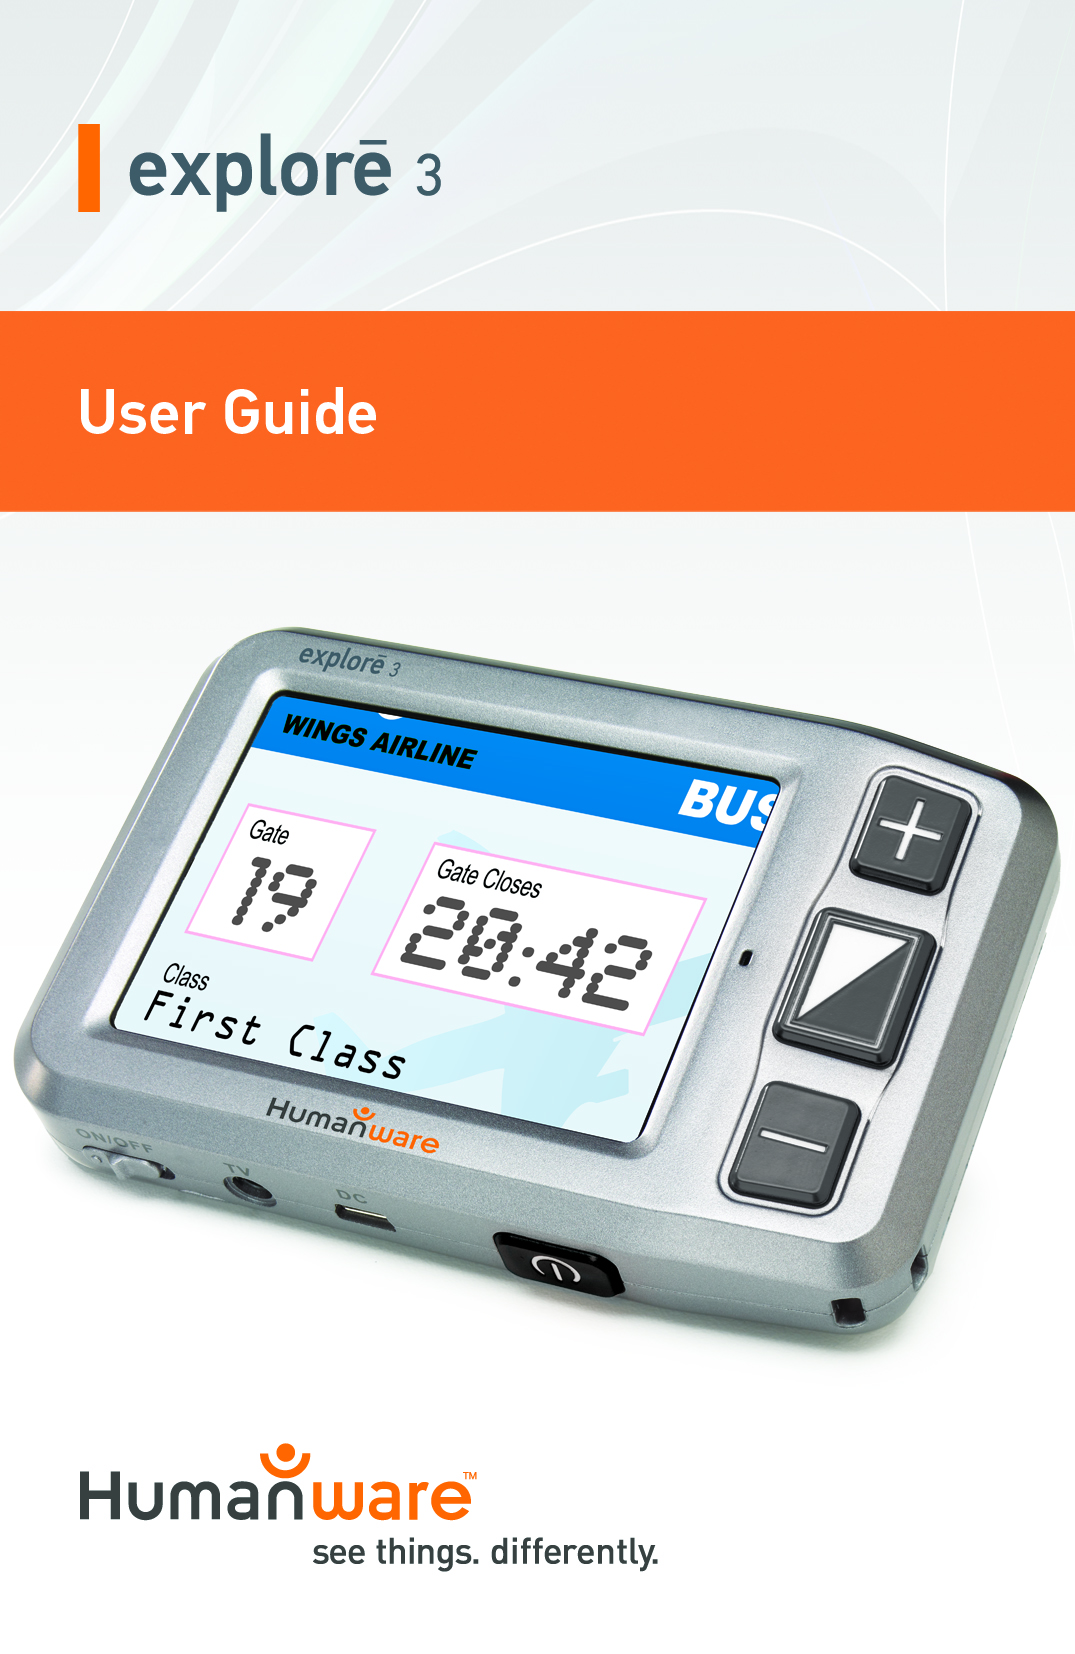 explorē 3
User Guide
explorē 3
WINGS AIRLINE
BUS
Gate
19
Gate Closes
20:42
Class
First Class
Humanware
ON/OFF
TV
DC
+
−
Humanware™
see things. differently.